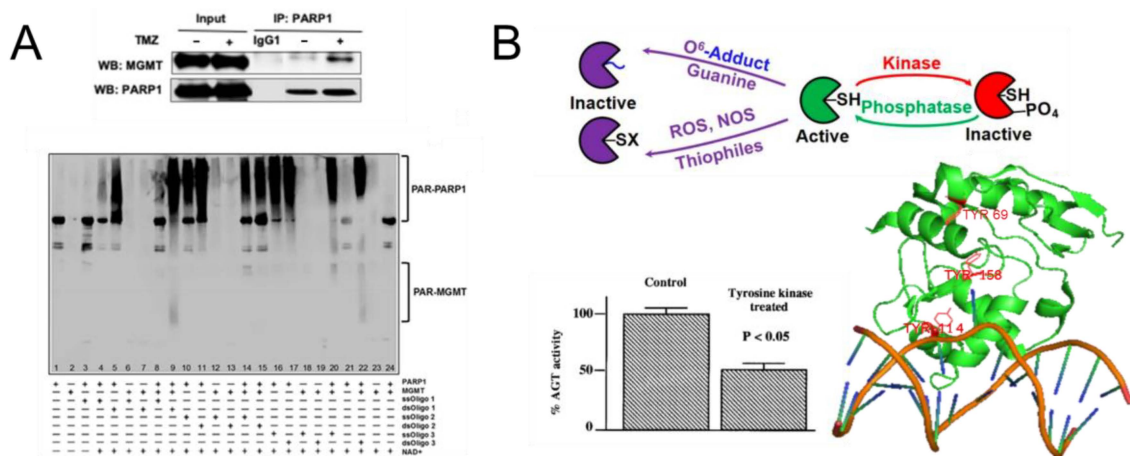 A
Input IP: PARP1
TMZ − + IgG1 − +
WB: MGMT
WB: PARP1
PAR-PARP1
PAR-MGMT
1 2 3 4 5 6 7 8 9 10 11 12 13 14 15 16 17 18 19 20 21 22 23 24
PARP1
MGMT
ssOligo 1
dsOligo 1
ssOligo 2
dsOligo 2
ssOligo 3
dsOligo 3
NAD+
B
O⁶-Adduct
Guanine
Inactive
SX
ROS, NOS
Thiophiles
SH
Active
Kinase
Phosphatase
SH
PO₄
Inactive
Control
Tyrosine kinase
treated
P < 0.05
% AGT activity
100
50
0
TYR 69
TYR 158
TYR 114